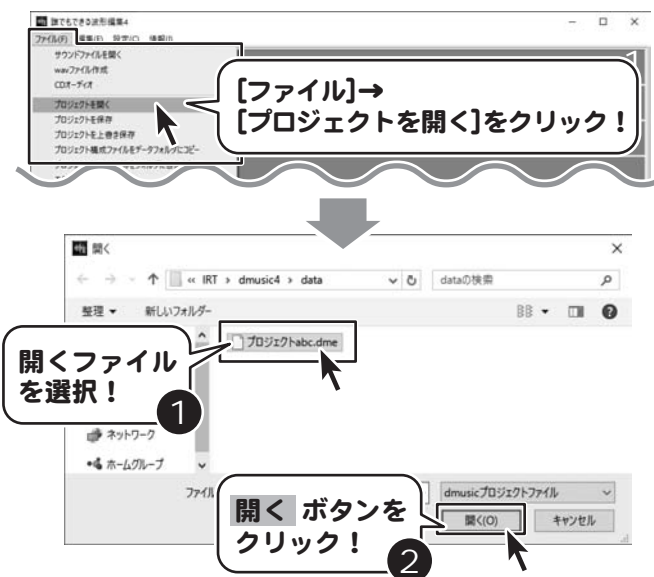 誰でもできる波形編集4
ファイル(F) 編集(E) 設定(O) 情報(I)
サウンドファイルを開く
wavファイル作成
CDオーディオ
プロジェクトを開く
プロジェクトを保存
プロジェクトを上書き保存
プロジェクト構成ファイルをデータフォルダにコピー
1
[ファイル]→
[プロジェクトを開く]をクリック!
開く
« IRT › dmusic4 › data
dataの検索
整理 新しいフォルダー
プロジェクトabc.dme
開くファイル
を選択!
1
ネットワーク
ホームグループ
ファイル
dmusicプロジェクトファイル
開く(O) キャンセル
開く ボタンを
クリック!
2